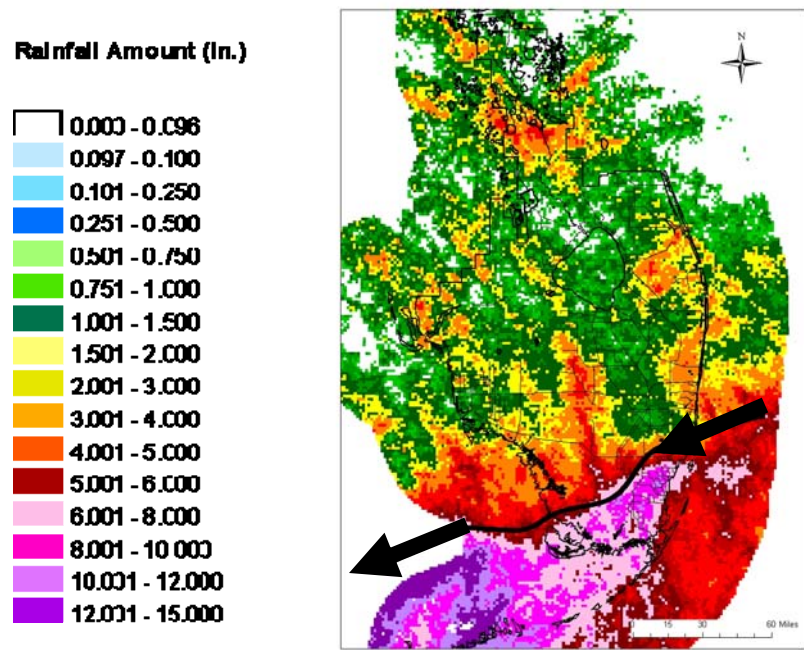 Rainfall Amount (In.)
0.000 - 0.096
0.097 - 0.100
0.101 - 0.250
0.251 - 0.500
0.501 - 0.750
0.751 - 1.000
1.001 - 1.500
1.501 - 2.000
2.001 - 3.000
3.001 - 4.000
4.001 - 5.000
5.001 - 6.000
6.001 - 8.000
8.001 - 10 000
10.001 - 12.000
12.001 - 15.000
N
0 15 30 60 Miles